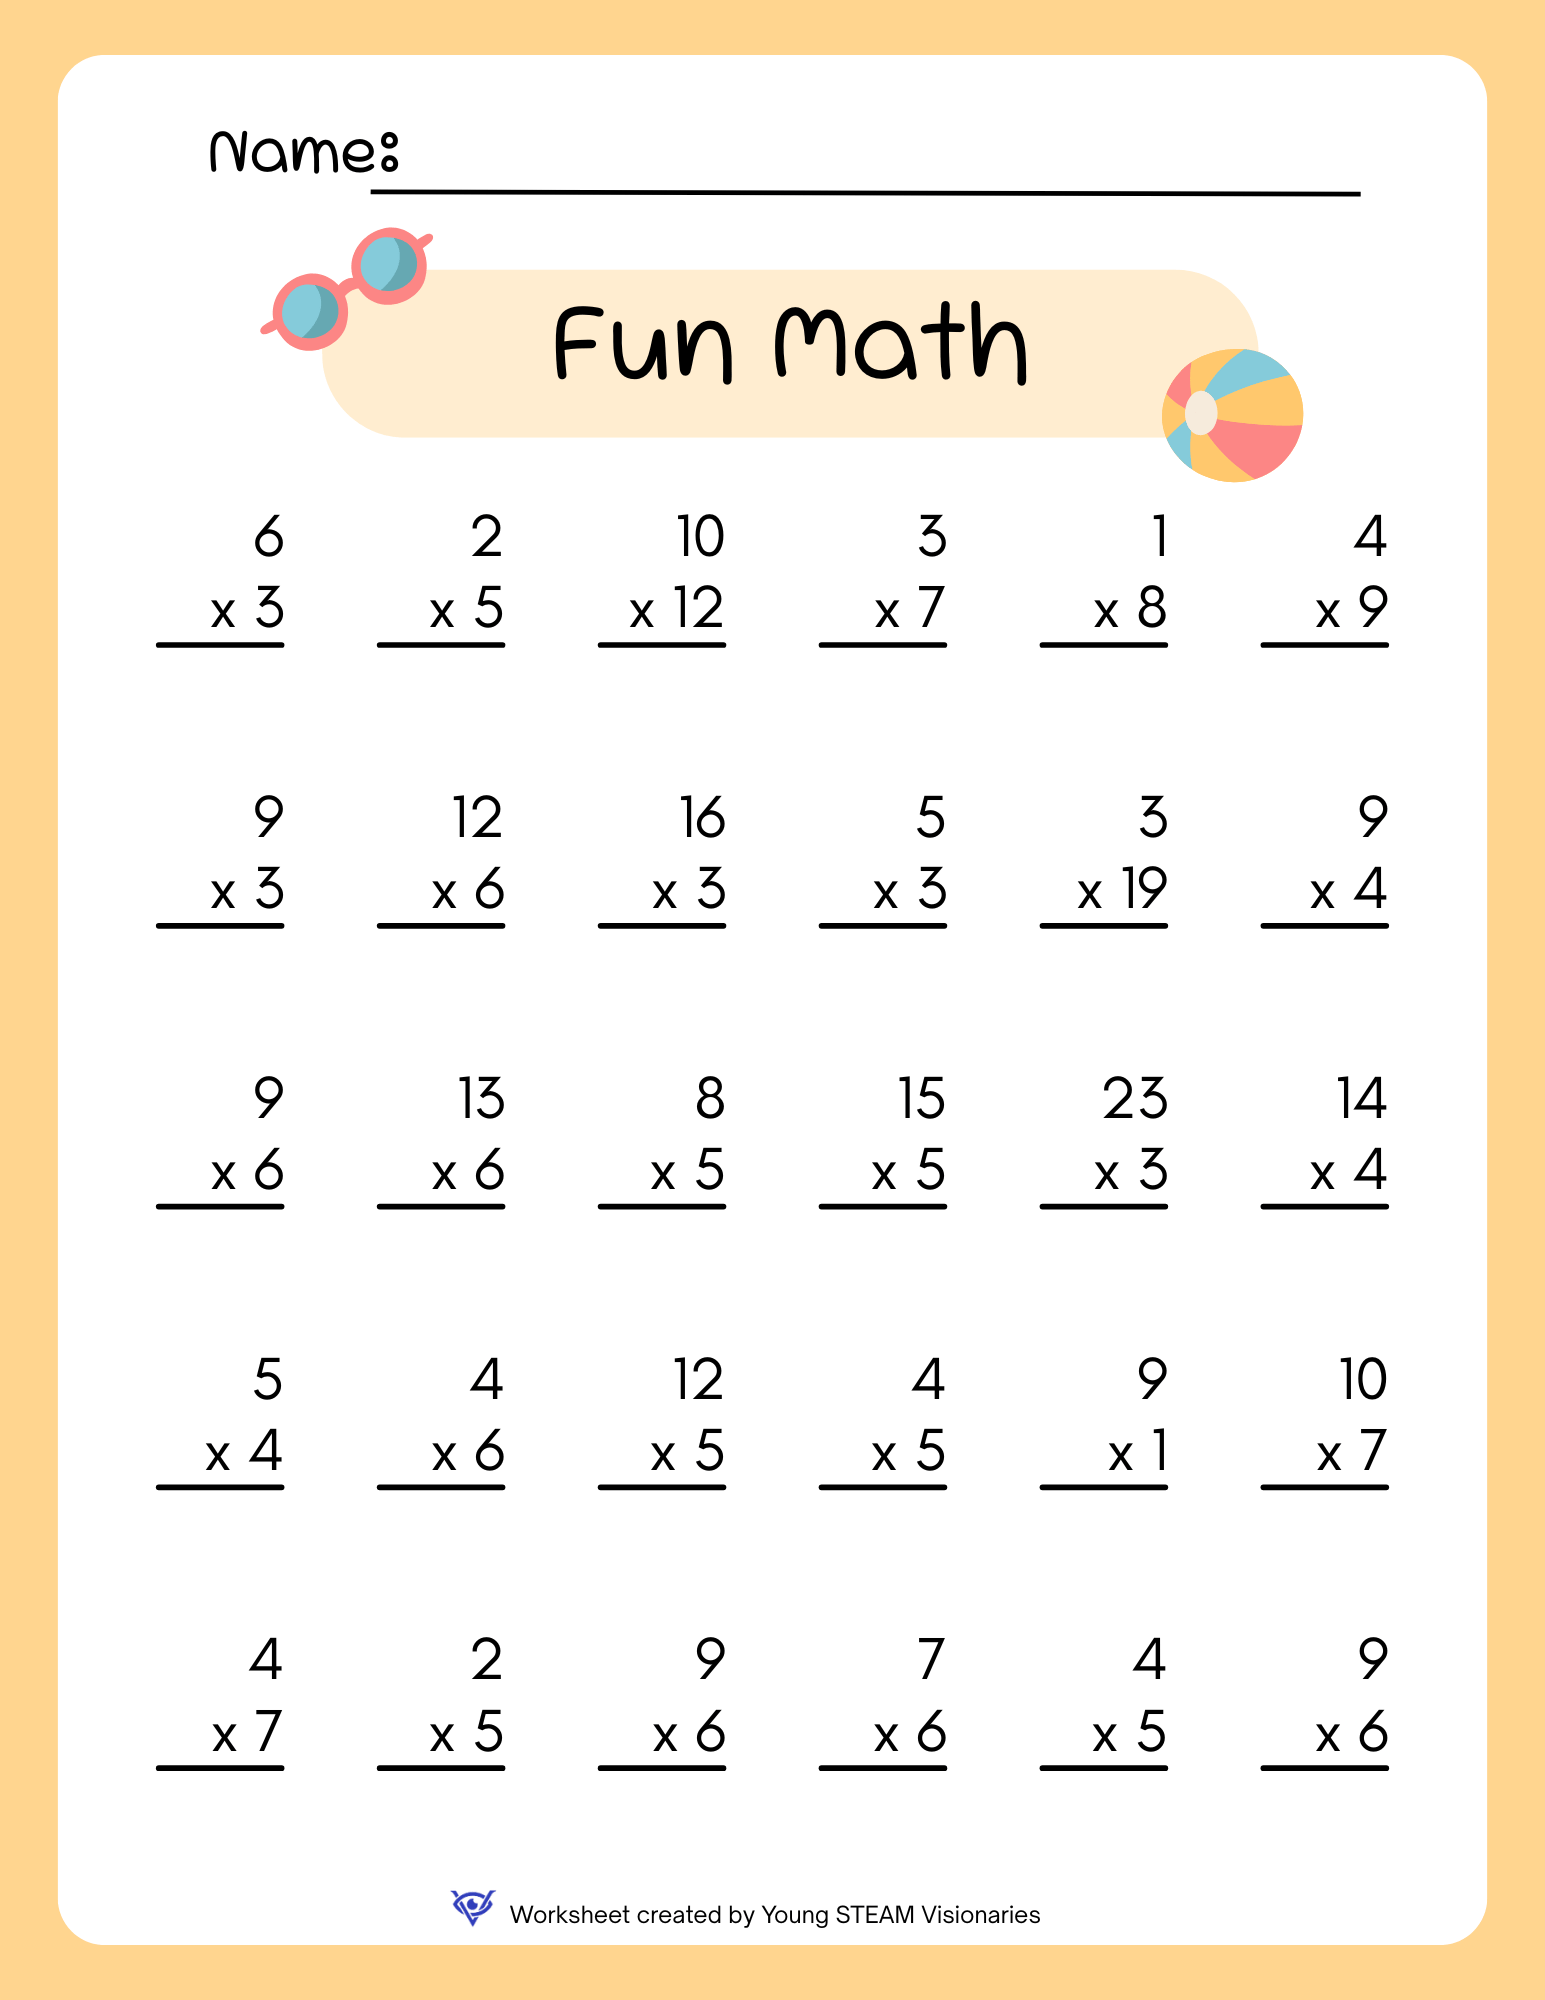 Name:
Fun Math
6 2 10 3 1 4
x 3 x 5 x 12 x 7 x 8 x 9
9 12 16 5 3 9
x 3 x 6 x 3 x 3 x 19 x 4
9 13 8 15 23 14
x 6 x 6 x 5 x 5 x 3 x 4
5 4 12 4 9 10
x 4 x 6 x 5 x 5 x 1 x 7
4 2 9 7 4 9
x 7 x 5 x 6 x 6 x 5 x 6
Worksheet created by Young STEAM Visionaries